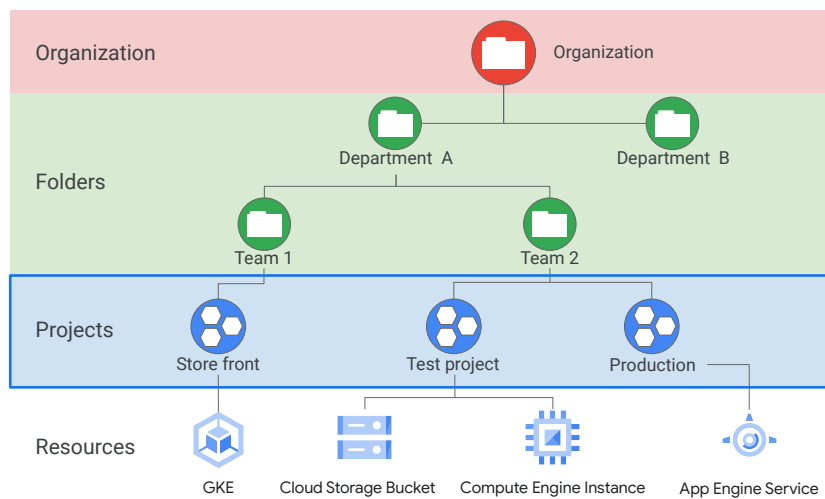 Organization
Organization
Department A
Department B
Folders
Team 1
Team 2
Projects
Store front
Test project
Production
Resources
GKE
Cloud Storage Bucket
Compute Engine Instance
App Engine Service